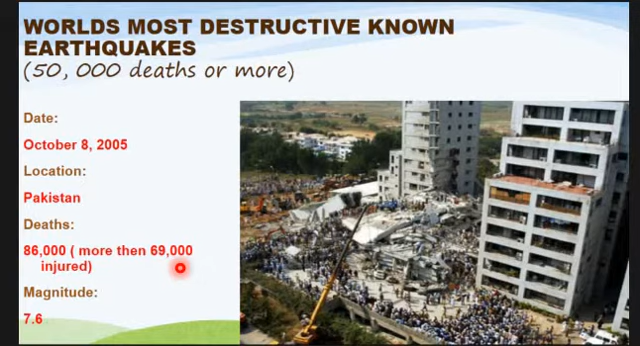 WORLDS MOST DESTRUCTIVE KNOWN
EARTHQUAKES
(50, 000 deaths or more)
Date:
October 8, 2005
Location:
Pakistan
Deaths:
86,000 ( more then 69,000
injured)
Magnitude:
7.6